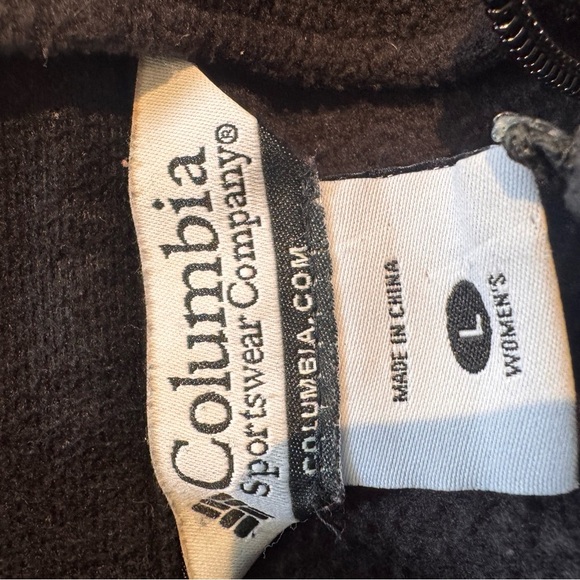 Columbia
Sportswear Company®
COLUMBIA.COM
MADE IN CHINA
L
WOMEN'S